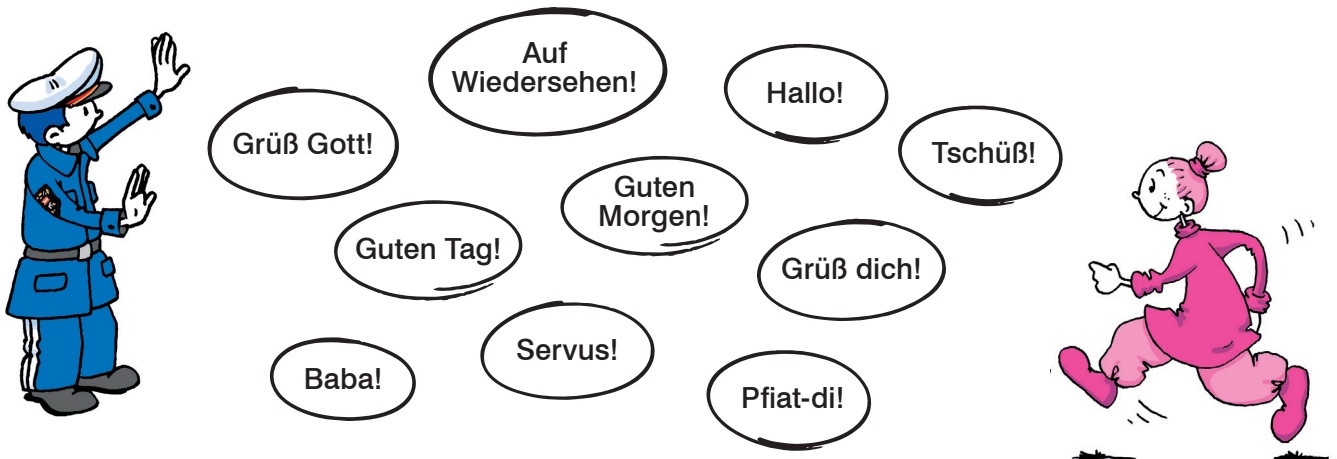 Auf
Wiedersehen!
Hallo!
Grüß Gott!
Tschüß!
Guten
Morgen!
Guten Tag!
Grüß dich!
Servus!
Baba!
Pfiat-di!